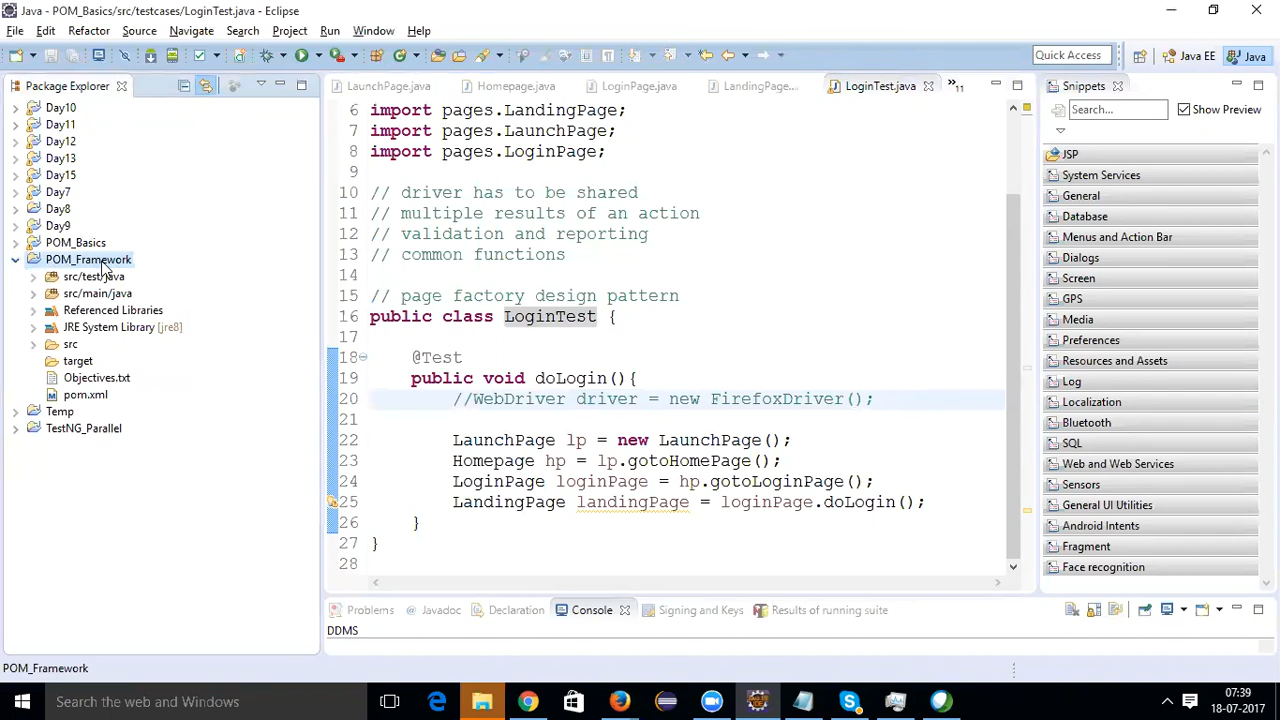 Java - POM_Basics/src/testcases/LoginTest.java - Eclipse
File Edit Refactor Source Navigate Search Project Run Window Help
Quick Access
Java EE
Java
Package Explorer
Day10
Day11
Day12
Day13
Day15
Day7
Day8
Day9
POM_Basics
POM_Framework
src/test/java
src/main/java
Referenced Libraries
JRE System Library [jre8]
src
target
Objectives.txt
pom.xml
Temp
TestNG_Parallel
LaunchPage.java Homepage.java LoginPage.java LandingPage... LoginTest.java »11
6 import pages.LandingPage;
7 import pages.LaunchPage;
8 import pages.LoginPage;
9
10 // driver has to be shared
11 // multiple results of an action
12 // validation and reporting
13 // common functions
14
15 // page factory design pattern
16 public class LoginTest {
17
18 @Test
19 public void doLogin(){
20 //WebDriver driver = new FirefoxDriver();
21
22 LaunchPage lp = new LaunchPage();
23 Homepage hp = lp.gotoHomePage();
24 LoginPage loginPage = hp.gotoLoginPage();
25 LandingPage landingPage = loginPage.doLogin();
26 }
27 }
28
Snippets
Search...
Show Preview
JSP
System Services
General
Database
Menus and Action Bar
Dialogs
Screen
GPS
Media
Preferences
Resources and Assets
Log
Localization
Bluetooth
SQL
Web and Web Services
Sensors
General UI Utilities
Android Intents
Fragment
Face recognition
Problems Javadoc Declaration Console Signing and Keys Results of running suite
DDMS
POM_Framework
Search the web and Windows
07:39
18-07-2017